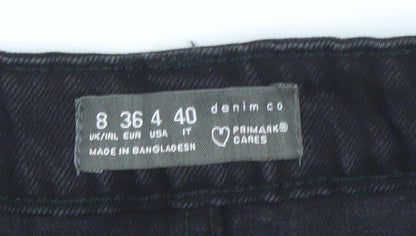 8 36 4 40 denim co
UK/IRL EUR USA IT ♡ PRIMARK®
CARES
MADE IN BANGLADESH